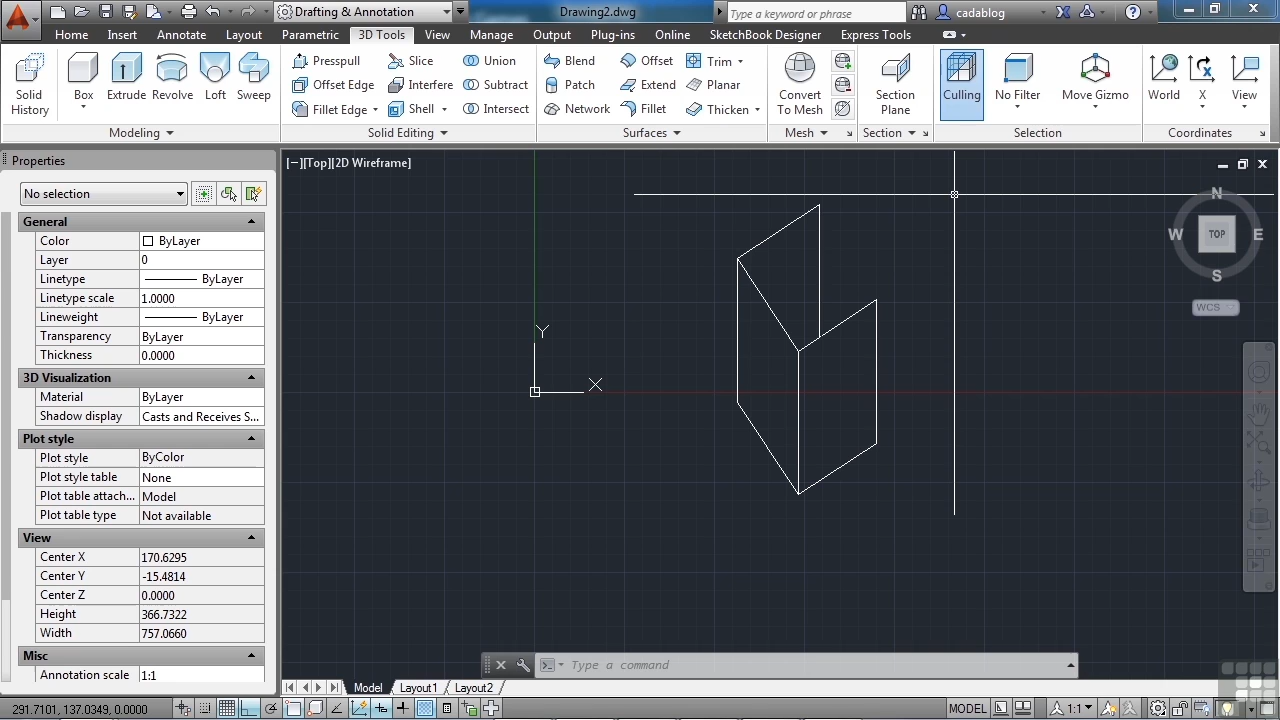 Drafting & Annotation
Drawing2.dwg
Type a keyword or phrase
cadablog
Home Insert Annotate Layout Parametric 3D Tools View Manage Output Plug-ins Online SketchBook Designer Express Tools
Solid History
Box
Extrude
Revolve
Loft
Sweep
Modeling
Presspull
Slice
Union
Offset Edge
Interfere
Subtract
Fillet Edge
Shell
Intersect
Solid Editing
Blend
Offset
Trim
Patch
Extend
Planar
Network
Fillet
Thicken
Surfaces
Convert To Mesh
Mesh
Section Plane
Section
Culling
No Filter
Move Gizmo
Selection
World
X
View
Coordinates
Properties
No selection
General
Color ByLayer
Layer 0
Linetype ByLayer
Linetype scale 1.0000
Lineweight ByLayer
Transparency ByLayer
Thickness 0.0000
3D Visualization
Material ByLayer
Shadow display Casts and Receives S...
Plot style
Plot style ByColor
Plot style table None
Plot table attach... Model
Plot table type Not available
View
Center X 170.6295
Center Y -15.4814
Center Z 0.0000
Height 366.7322
Width 757.0660
Misc
Annotation scale 1:1
[−][Top][2D Wireframe]
Y
X
N
W TOP E
S
WCS
Type a command
Model Layout1 Layout2
291.7101, 137.0349, 0.0000
MODEL
1:1